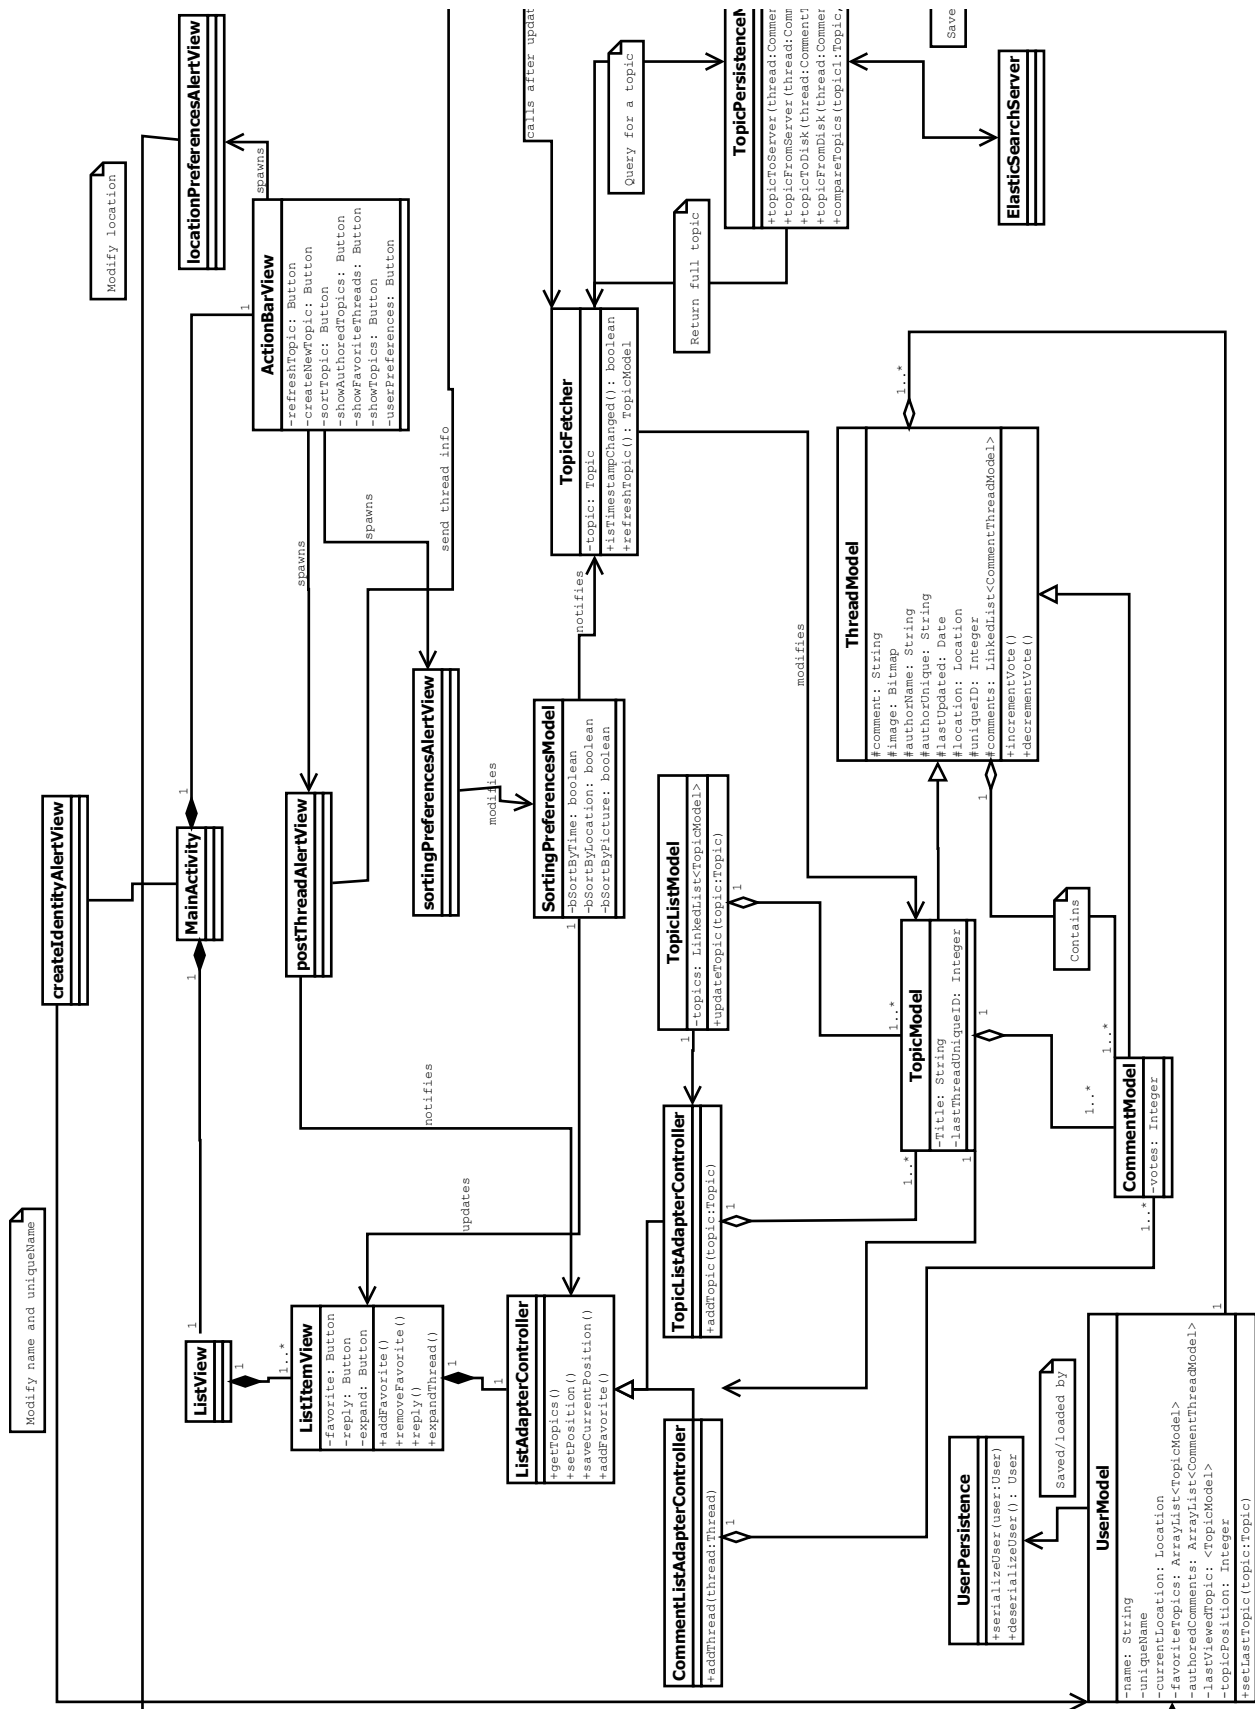 locationPreferencesAlertView
Modify location
spawns
ActionBarView
-refreshTopic: Button
-createNewTopic: Button
-sortTopic: Button
-showAuthoredTopics: Button
-showFavoriteThreads: Button
-showTopics: Button
-userPreferences: Button
1
spawns
spawns
send thread info
calls after updat
Query for a topic
Return full topic
TopicPersistenceM
+topicToServer(thread:Commer
+topicFromServer(thread:Comm
+topicToDisk(thread:CommentT
+topicFromDisk(thread:Commer
+compareTopics(topic1:Topic,
Save
ElasticSearchServer
TopicFetcher
-topic: Topic
+isTimestampChanged(): boolean
+refreshTopic(): TopicModel
notifies
modifies
ThreadModel
#comment: String
#image: Bitmap
#authorName: String
#authorUnique: String
#lastUpdated: Date
#location: Location
#uniqueID: Integer
#comments: LinkedList<CommentThreadModel>
+incrementVote()
+decrementVote()
1..*
1
createIdentityAlertView
MainActivity
1
1
postThreadAlertView
sortingPreferencesAlertView
modifies
SortingPreferencesModel
-bSortByTime: boolean
-bSortByLocation: boolean
-bSortByPicture: boolean
1
TopicListModel
-topics: LinkedList<TopicModel>
+updateTopic(topic:Topic)
1
1
TopicModel
-Title: String
-lastThreadUniqueID: Integer
1..*
1
1..*
1
Contains
1..*
1..*
CommentModel
-votes: Integer
1..*
notifies
updates
Modify name and uniqueName
ListView
1
1
1..*
ListItemView
-favorite: Button
-reply: Button
-expand: Button
+addFavorite()
+removeFavorite()
+reply()
+expandThread()
1
1
ListAdapterController
+getTopics()
+setPosition()
+saveCurrentPosition()
+addFavorite()
TopicListAdapterController
+addTopic(topic:Topic)
1
CommentListAdapterController
+addThread(thread:Thread)
1
UserPersistence
+serializeUser(user:User)
+deserializeUser(): User
Saved/loaded by
UserModel
-name: String
-uniqueName
-currentLocation: Location
-favoriteTopics: ArrayList<TopicModel>
-authoredComments: ArrayList<CommentThreadModel>
-lastViewedTopic: <TopicModel>
-topicPosition: Integer
+setLastTopic(topic:Topic)
1